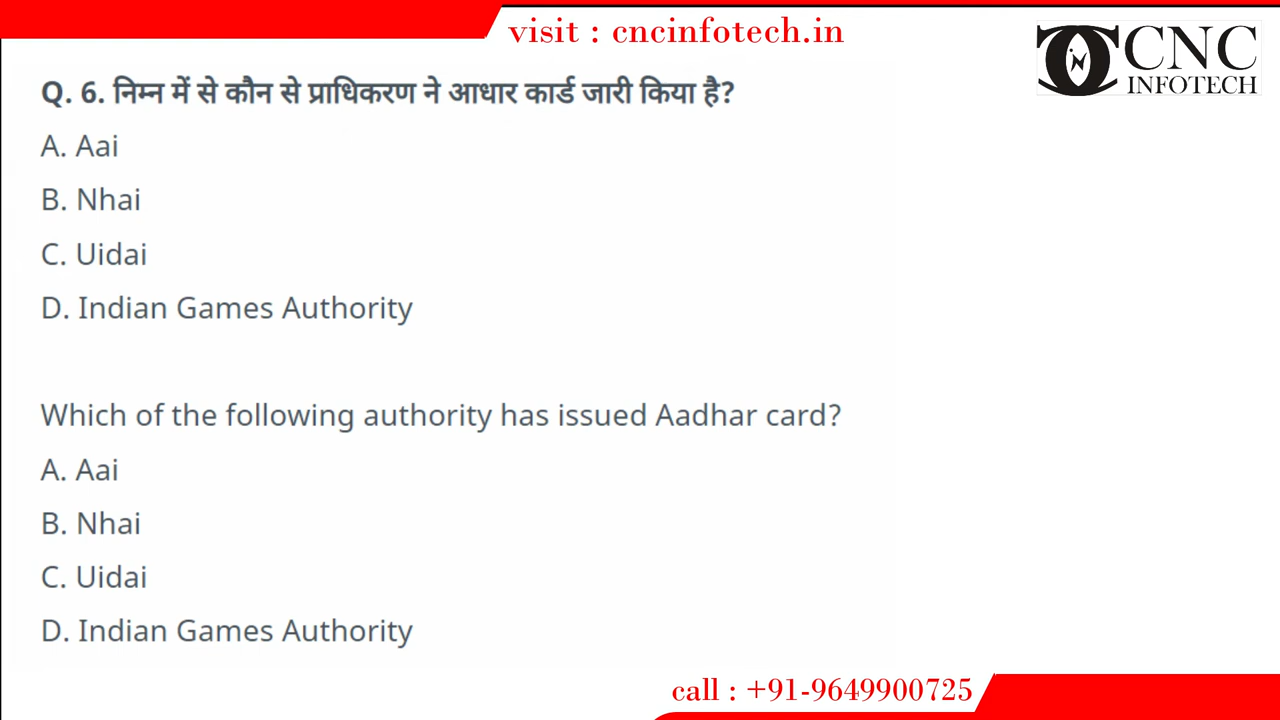 visit : cncinfotech.in
CNC
INFOTECH
Q. 6. निम्न में से कौन से प्राधिकरण ने आधार कार्ड जारी किया है?
A. Aai
B. Nhai
C. Uidai
D. Indian Games Authority
Which of the following authority has issued Aadhar card?
A. Aai
B. Nhai
C. Uidai
D. Indian Games Authority
call : +91-9649900725